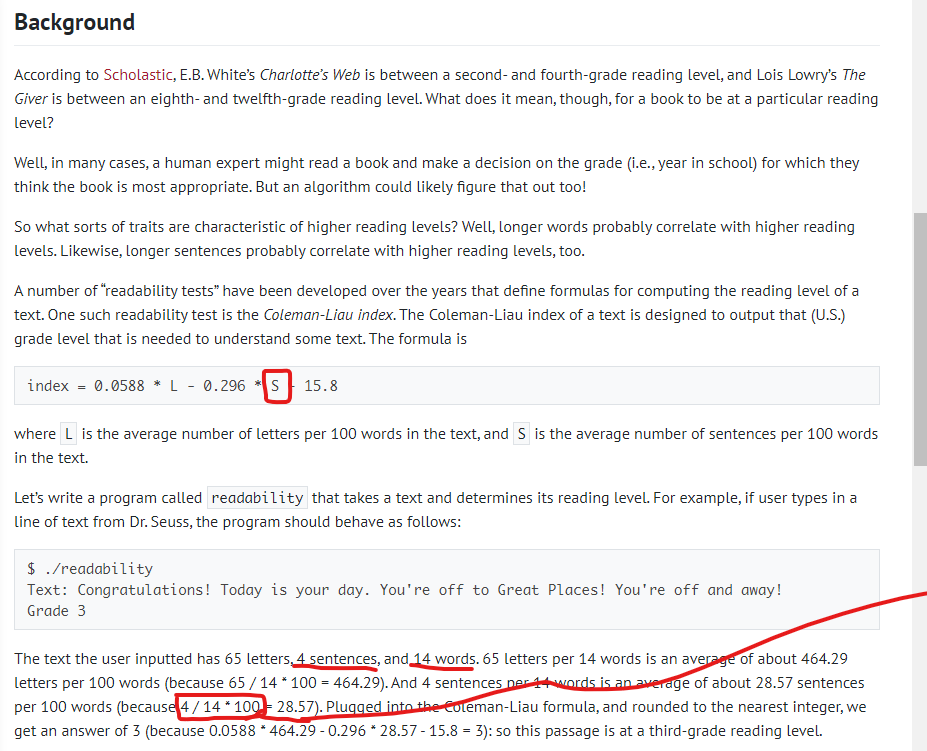 Background
According to Scholastic, E.B. White’s Charlotte’s Web is between a second- and fourth-grade reading level, and Lois Lowry’s The
Giver is between an eighth- and twelfth-grade reading level. What does it mean, though, for a book to be at a particular reading
level?
Well, in many cases, a human expert might read a book and make a decision on the grade (i.e., year in school) for which they
think the book is most appropriate. But an algorithm could likely figure that out too!
So what sorts of traits are characteristic of higher reading levels? Well, longer words probably correlate with higher reading
levels. Likewise, longer sentences probably correlate with higher reading levels, too.
A number of “readability tests” have been developed over the years that define formulas for computing the reading level of a
text. One such readability test is the Coleman-Liau index. The Coleman-Liau index of a text is designed to output that (U.S.)
grade level that is needed to understand some text. The formula is
index = 0.0588 * L - 0.296 * S - 15.8
where L is the average number of letters per 100 words in the text, and S is the average number of sentences per 100 words
in the text.
Let’s write a program called readability that takes a text and determines its reading level. For example, if user types in a
line of text from Dr. Seuss, the program should behave as follows:
$ ./readability
Text: Congratulations! Today is your day. You're off to Great Places! You're off and away!
Grade 3
The text the user inputted has 65 letters, 4 sentences, and 14 words. 65 letters per 14 words is an average of about 464.29
letters per 100 words (because 65 / 14 * 100 = 464.29). And 4 sentences per 14 words is an average of about 28.57 sentences
per 100 words (because 4 / 14 * 100 = 28.57). Plugged into the Coleman-Liau formula, and rounded to the nearest integer, we
get an answer of 3 (because 0.0588 * 464.29 - 0.296 * 28.57 - 15.8 = 3): so this passage is at a third-grade reading level.